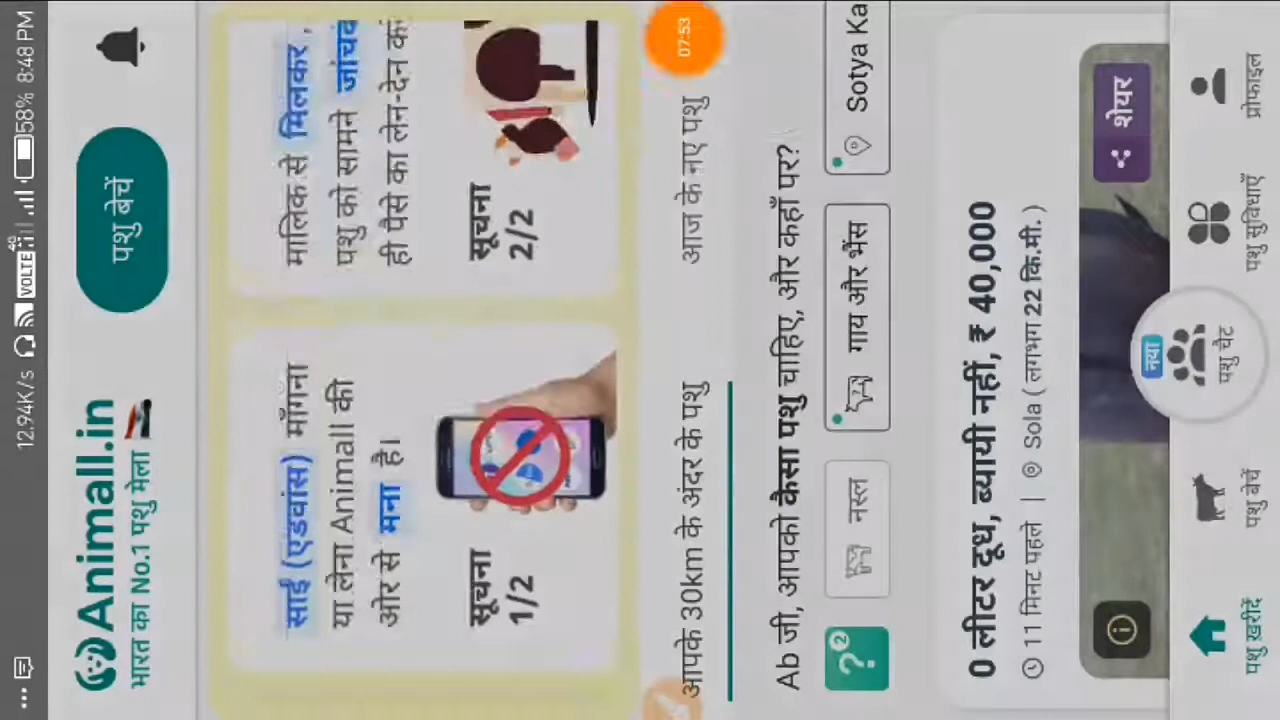 12.94K/s VOLTE 4G 58% 8:48 PM
Animall.in
भारत का No.1 पशु मेला
पशु बेचें
साई (एडवांस) माँगना
या लेना Animall की
ओर से मना है।
सूचना
1/2
मालिक से मिलकर,
पशु को सामने
ही पैसे का लेन-देन
सूचना
2/2
07:53
आपके 30km के अंदर के पशु
आज के नए पशु
Ab जी, आपको कैसा पशु चाहिए, और कहाँ पर?
2
नस्ल
गाय और भैंस
Sotya Ka
0 लीटर दूध, ब्यायी नहीं, ₹ 40,000
11 मिनट पहले | Sola ( लगभग 22 कि.मी. )
शेयर
नया
पशु खरीदें
पशु बेचें
पशु चैट
पशु सुविधाएँ
प्रोफाइल